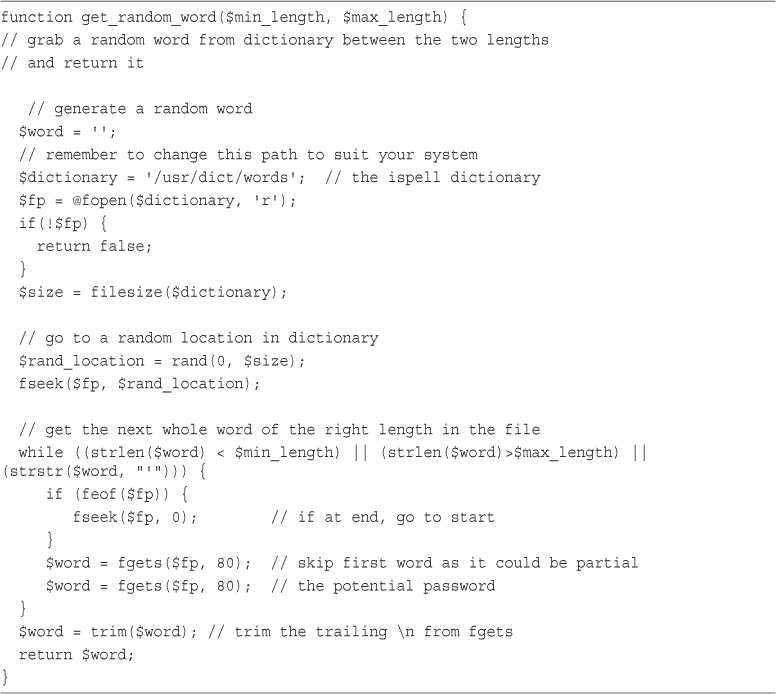 function get_random_word($min_length, $max_length) {
// grab a random word from dictionary between the two lengths
// and return it

   // generate a random word
  $word = '';
  // remember to change this path to suit your system
  $dictionary = '/usr/dict/words';  // the ispell dictionary
  $fp = @fopen($dictionary, 'r');
  if(!$fp) {
    return false;
  }
  $size = filesize($dictionary);

  // go to a random location in dictionary
  $rand_location = rand(0, $size);
  fseek($fp, $rand_location);

  // get the next whole word of the right length in the file
  while ((strlen($word) < $min_length) || (strlen($word)>$max_length) ||
(strstr($word, "'"))) {
     if (feof($fp)) {
        fseek($fp, 0);        // if at end, go to start
     }
     $word = fgets($fp, 80);  // skip first word as it could be partial
     $word = fgets($fp, 80);  // the potential password
  }
  $word = trim($word); // trim the trailing \n from fgets
  return $word;
}